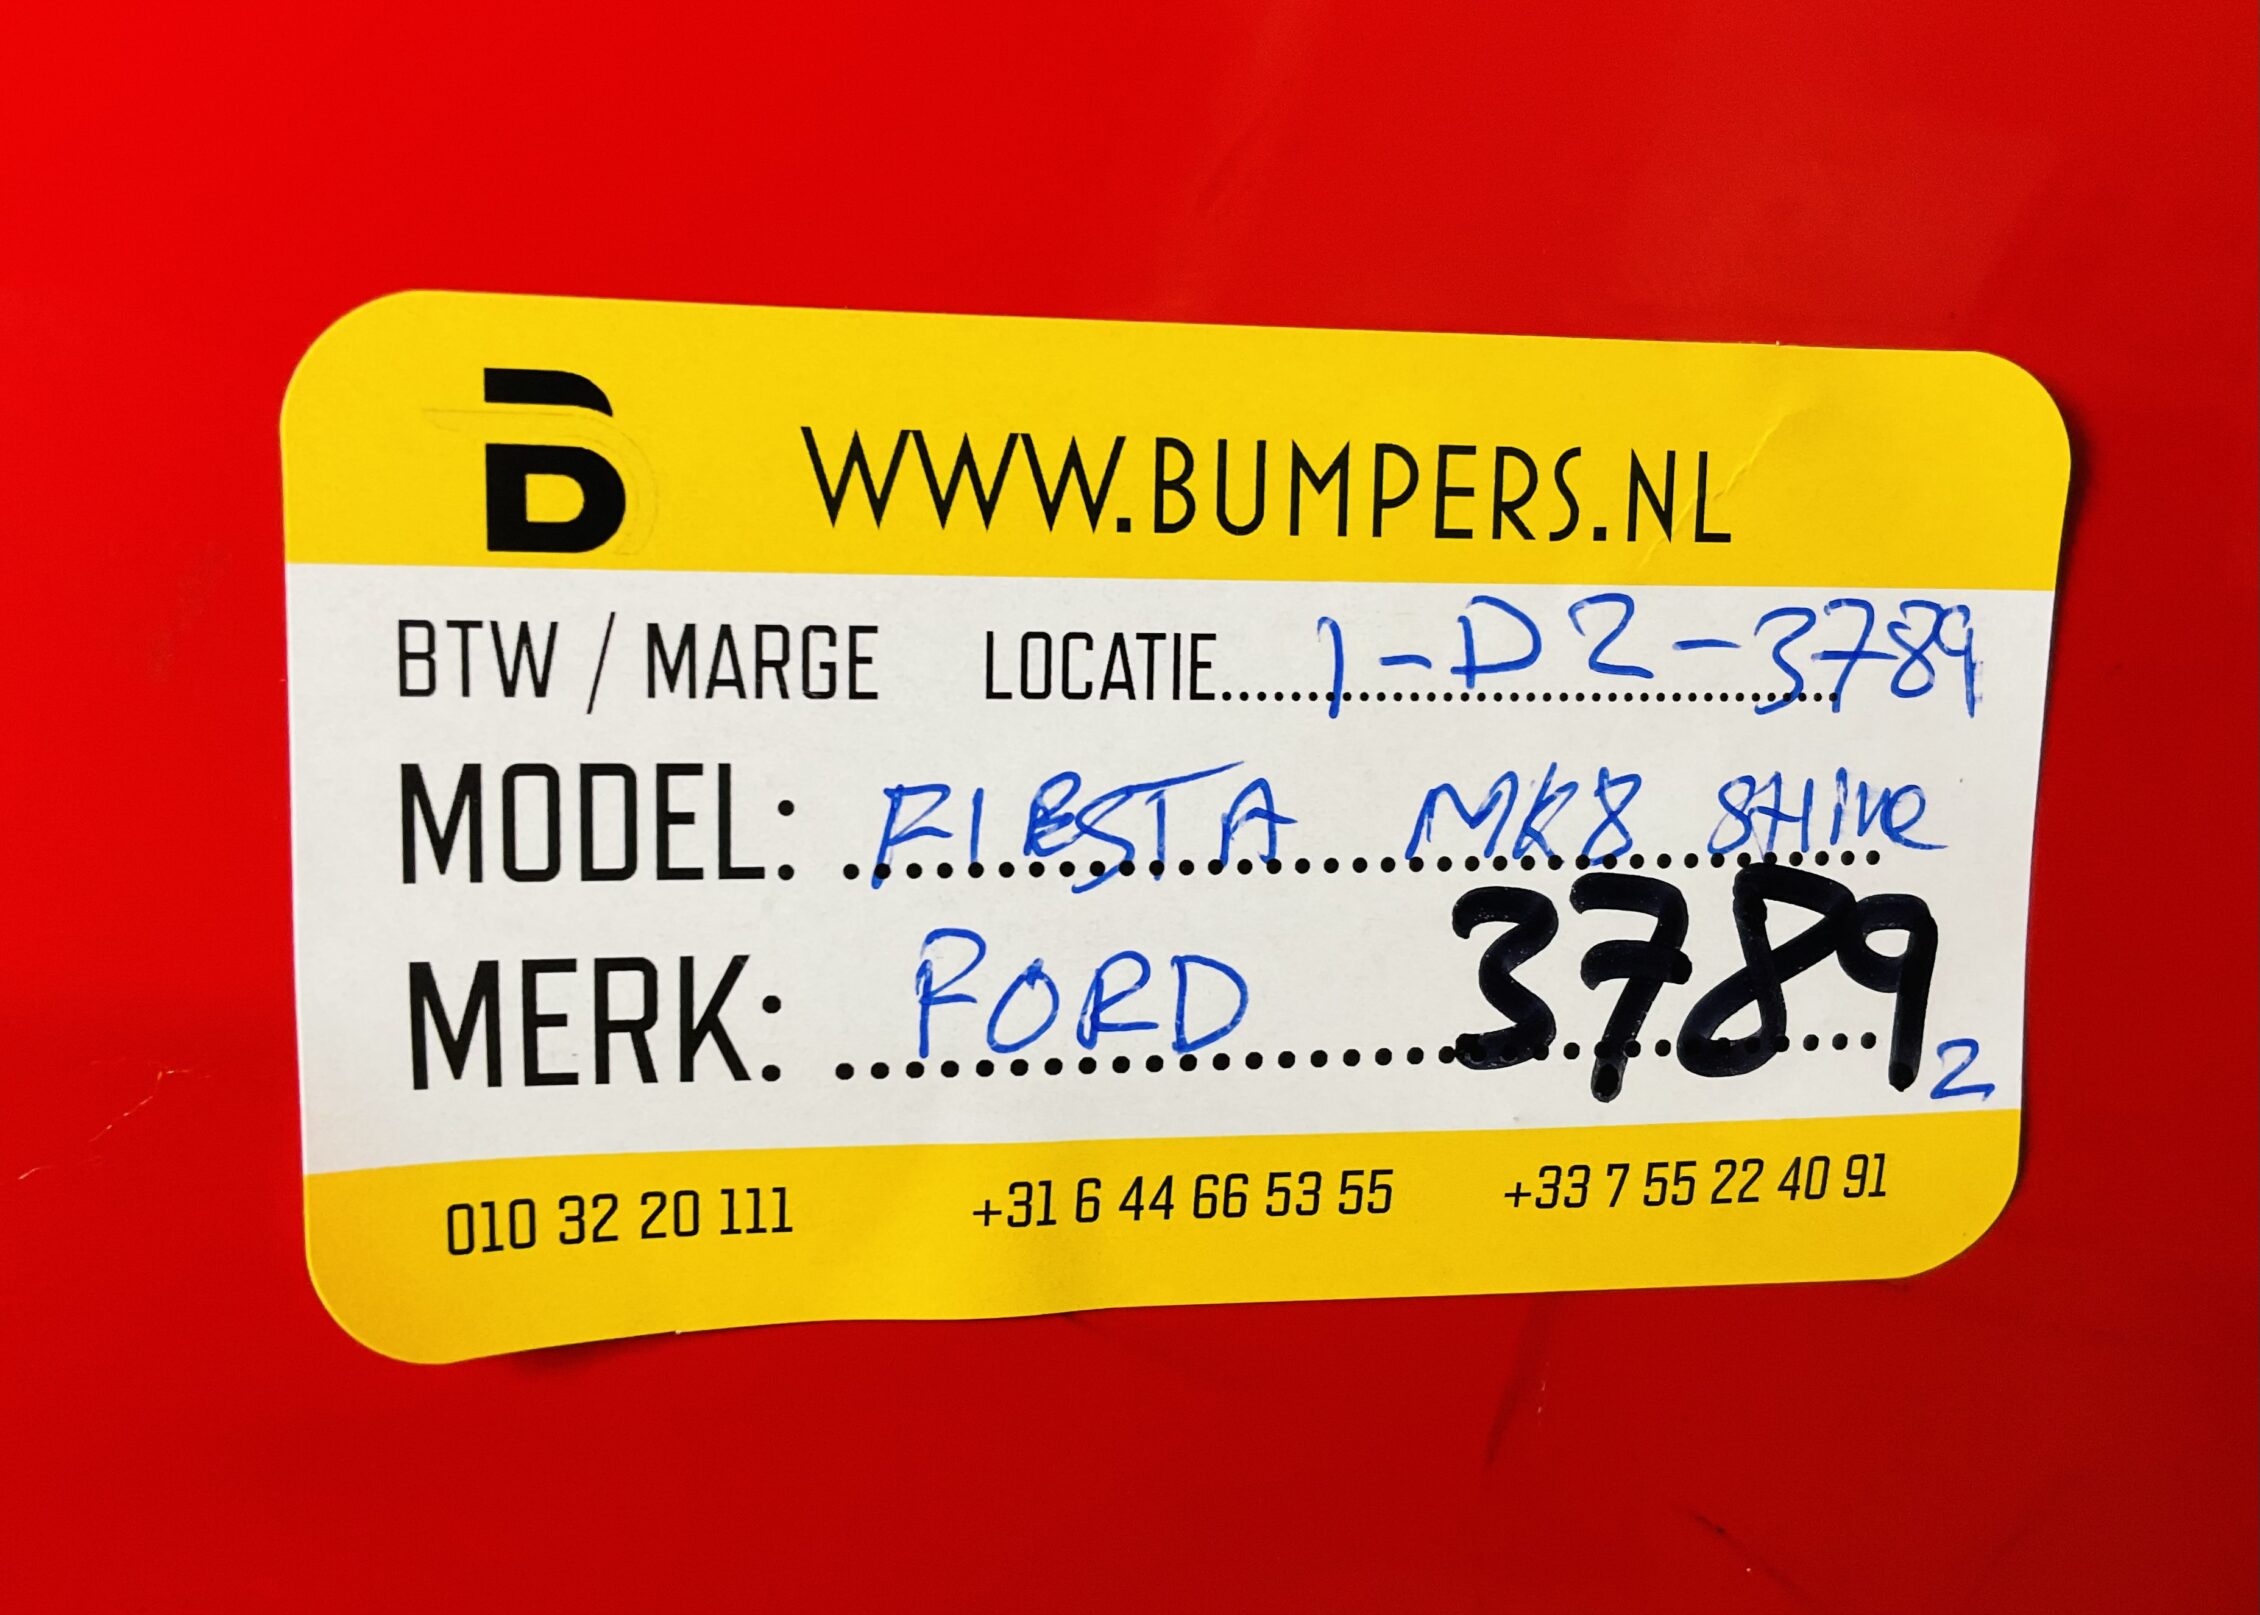 B WWW.BUMPERS.NL
BTW / MARGE LOCATIE 1-D2-3789
MODEL: FIESTA MK8 SHINE
MERK: FORD 3789 2
010 32 20 111 +31 6 44 66 53 55 +33 7 55 22 40 91